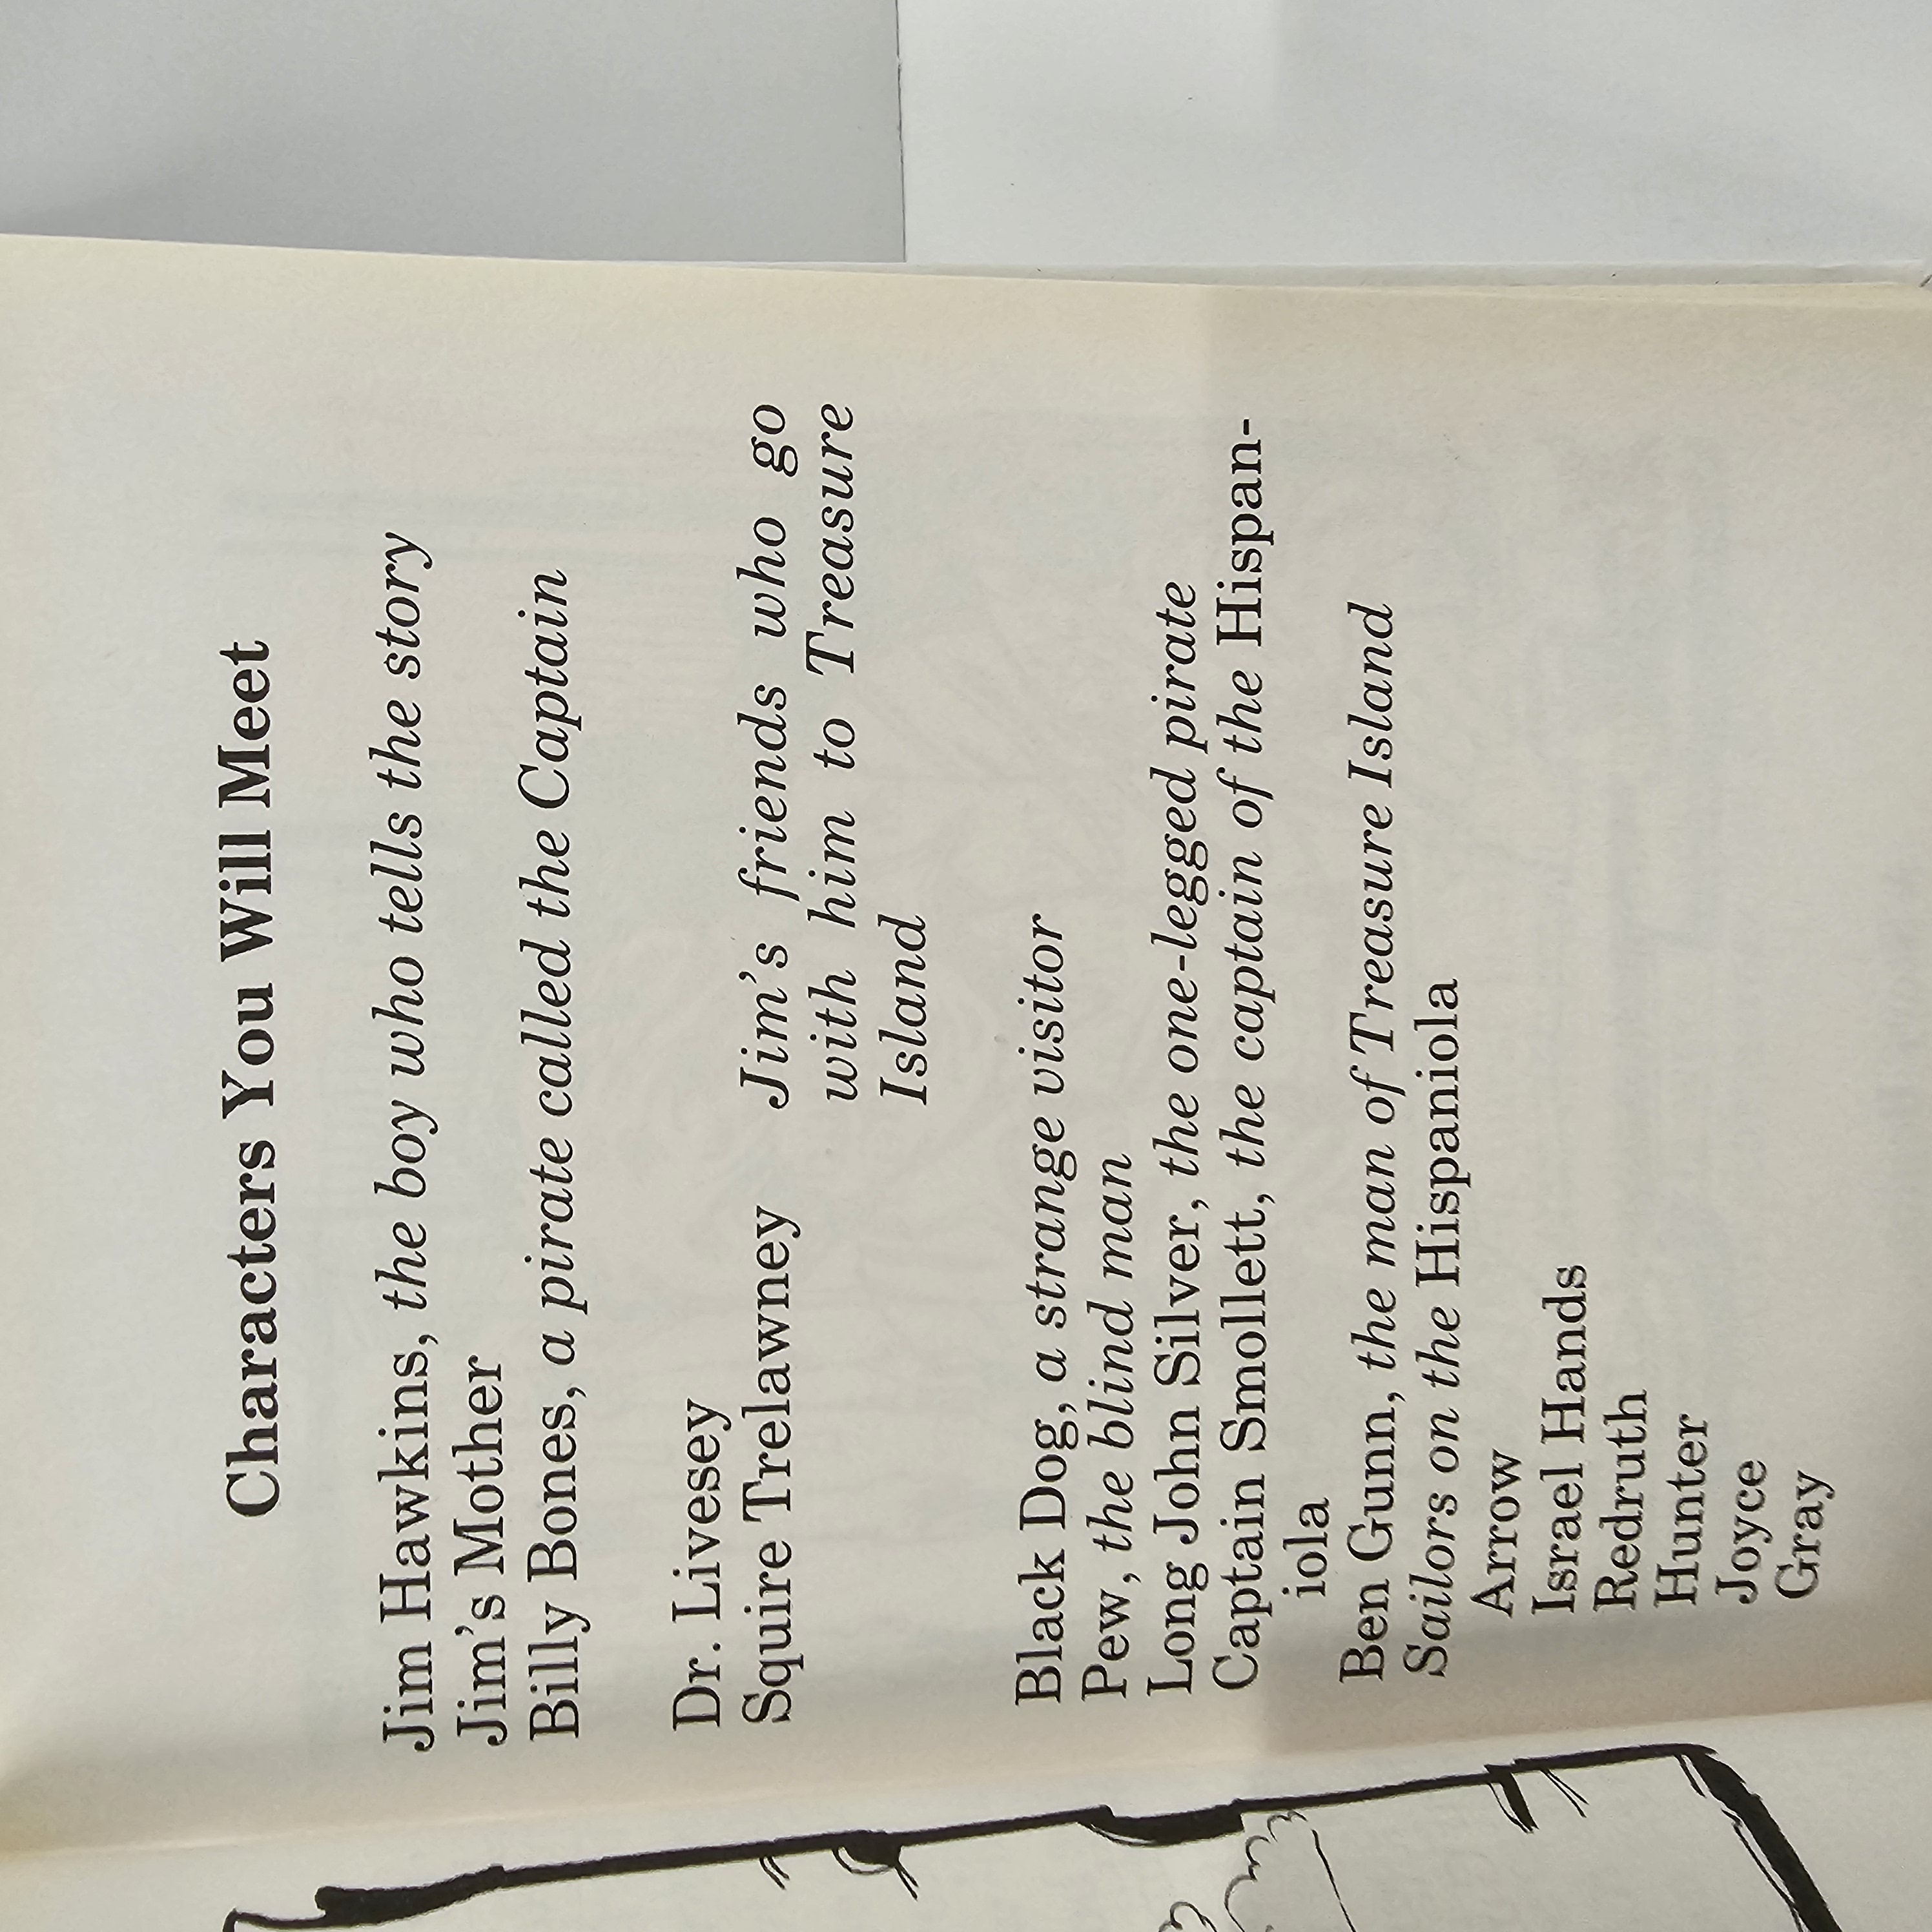 Characters You Will Meet
Jim Hawkins, the boy who tells the story
Jim's Mother
Billy Bones, a pirate called the Captain
Dr. Livesey
Squire Trelawney
Jim's friends who go
with him to Treasure
Island
Black Dog, a strange visitor
Pew, the blind man
Long John Silver, the one-legged pirate
Captain Smollett, the captain of the Hispan-
iola
Ben Gunn, the man of Treasure Island
Sailors on the Hispaniola
Arrow
Israel Hands
Redruth
Hunter
Joyce
Gray